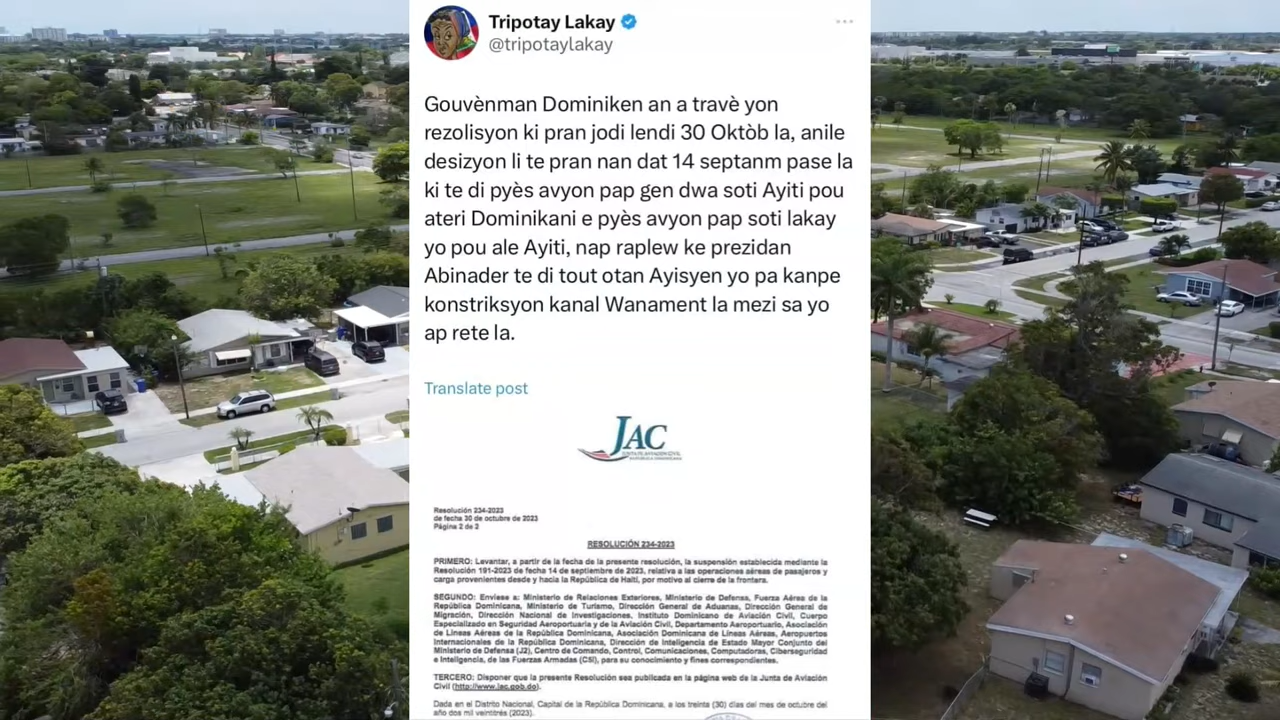 Tripotay Lakay
@tripotaylakay
Gouvènman Dominiken an a travè yon
rezolisyon ki pran jodi lendi 30 Oktòb la, anile
desizyon li te pran nan dat 14 septanm pase la
ki te di pyès avyon pap gen dwa soti Ayiti pou
ateri Dominikani e pyès avyon pap soti lakay
yo pou ale Ayiti, nap raplew ke prezidan
Abinader te di tout otan Ayisyen yo pa kanpe
konstriksyon kanal Wanament la mezi sa yo
ap rete la.
Translate post
JAC
JUNTA DE AVIACIÓN CIVIL
REPÚBLICA DOMINICANA
Resolución 234-2023
de fecha 30 de octubre de 2023
Página 2 de 2
RESOLUCIÓN 234-2023
PRIMERO: Levantar, a partir de la fecha de la presente resolución, la suspensión establecida mediante la
Resolución 191-2023 de fecha 14 de septiembre de 2023, relativa a las operaciones aéreas de pasajeros y
carga provenientes desde y hacia la República de Haití, por motivo al cierre de la frontera.
SEGUNDO: Envíese a: Ministerio de Relaciones Exteriores, Ministerio de Defensa, Fuerza Aérea de la
República Dominicana, Ministerio de Turismo, Dirección General de Aduanas, Dirección General de
Migración, Dirección Nacional de Investigaciones, Instituto Dominicano de Aviación Civil, Cuerpo
Especializado en Seguridad Aeroportuaria y de la Aviación Civil, Departamento Aeroportuario, Asociación
de Líneas Aéreas de la República Dominicana, Asociación Dominicana de Líneas Aéreas, Aeropuertos
Internacionales de la República Dominicana, Dirección de Inteligencia de Estado Mayor Conjunto del
Ministerio de Defensa (J2), Centro de Comando, Control, Comunicaciones, Computadoras, Ciberseguridad
e Inteligencia, de las Fuerzas Armadas (C5I), para su conocimiento y fines correspondientes.
TERCERO: Disponer que la presente Resolución sea publicada en la página web de la Junta de Aviación
Civil (http://www.jac.gob.do).
Dada en el Distrito Nacional, Capital de la República Dominicana, a los treinta (30) días del mes de octubre del
año dos mil veintitrés (2023).